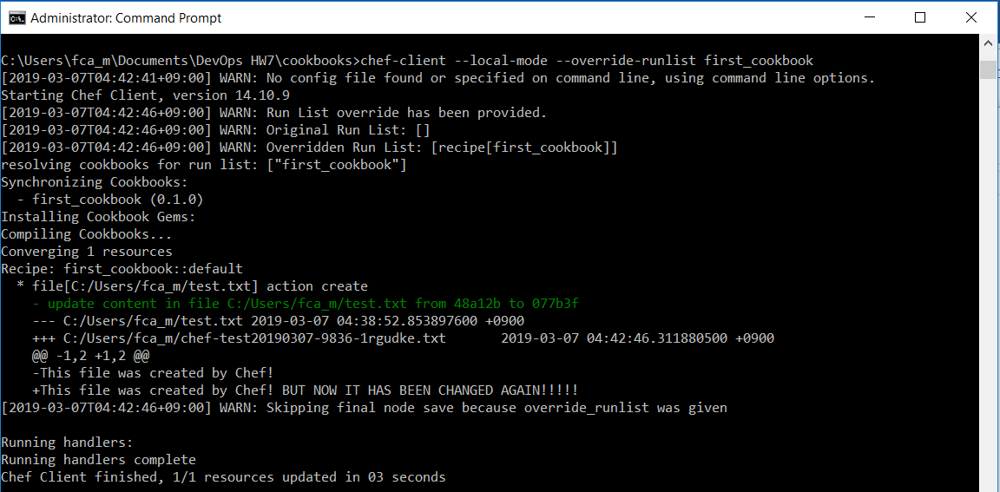 Administrator: Command Prompt
C:\Users\fca_m\Documents\DevOps HW7\cookbooks>chef-client --local-mode --override-runlist first_cookbook
[2019-03-07T04:42:41+09:00] WARN: No config file found or specified on command line, using command line options.
Starting Chef Client, version 14.10.9
[2019-03-07T04:42:46+09:00] WARN: Run List override has been provided.
[2019-03-07T04:42:46+09:00] WARN: Original Run List: []
[2019-03-07T04:42:46+09:00] WARN: Overridden Run List: [recipe[first_cookbook]]
resolving cookbooks for run list: ["first_cookbook"]
Synchronizing Cookbooks:
  - first_cookbook (0.1.0)
Installing Cookbook Gems:
Compiling Cookbooks...
Converging 1 resources
Recipe: first_cookbook::default
  * file[C:/Users/fca_m/test.txt] action create
    - update content in file C:/Users/fca_m/test.txt from 48a12b to 077b3f
    --- C:/Users/fca_m/test.txt 2019-03-07 04:38:52.853897600 +0900
    +++ C:/Users/fca_m/chef-test20190307-9836-1rgudke.txt       2019-03-07 04:42:46.311880500 +0900
    @@ -1,2 +1,2 @@
    -This file was created by Chef!
    +This file was created by Chef! BUT NOW IT HAS BEEN CHANGED AGAIN!!!!!
[2019-03-07T04:42:46+09:00] WARN: Skipping final node save because override_runlist was given
Running handlers:
Running handlers complete
Chef Client finished, 1/1 resources updated in 03 seconds